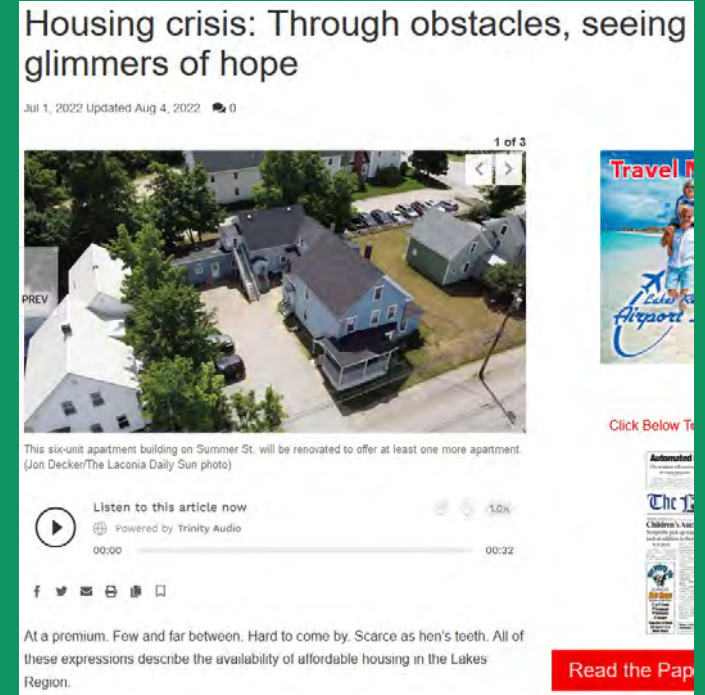 Housing crisis: Through obstacles, seeing
glimmers of hope
Jul 1, 2022 Updated Aug 4, 2022 0
1 of 3
PREV
This six-unit apartment building on Summer St. will be renovated to offer at least one more apartment.
(Jon Decker/The Laconia Daily Sun photo)
Listen to this article now
Powered by Trinity Audio
1.0x
00:00
00:32
At a premium. Few and far between. Hard to come by. Scarce as hen's teeth. All of
these expressions describe the availability of affordable housing in the Lakes
Region.
Travel
Lakes
Airport
Click Below
Automated
The
Children's
Read the